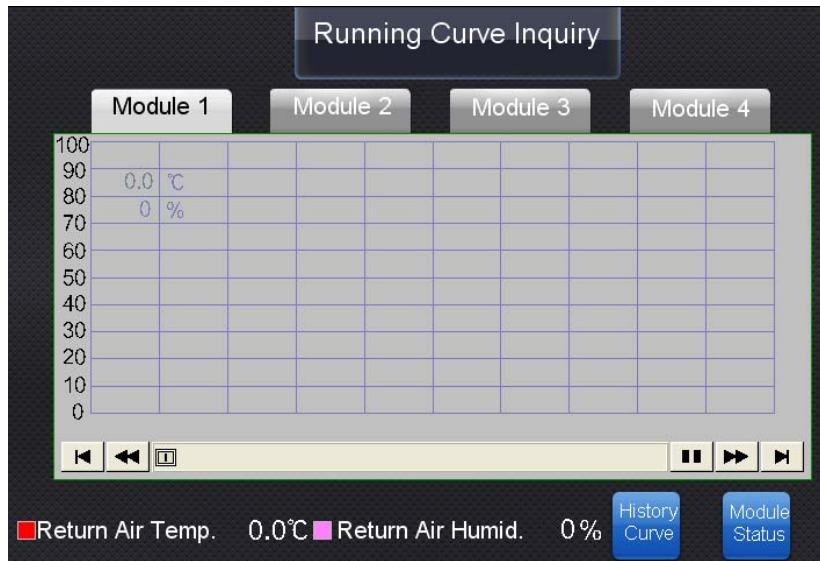 Running Curve Inquiry
Module 1 Module 2 Module 3 Module 4
100
90
0.0 ℃
80
0 %
70
60
50
40
30
20
10
0
Return Air Temp. 0.0℃ Return Air Humid. 0%
History Curve
Module Status